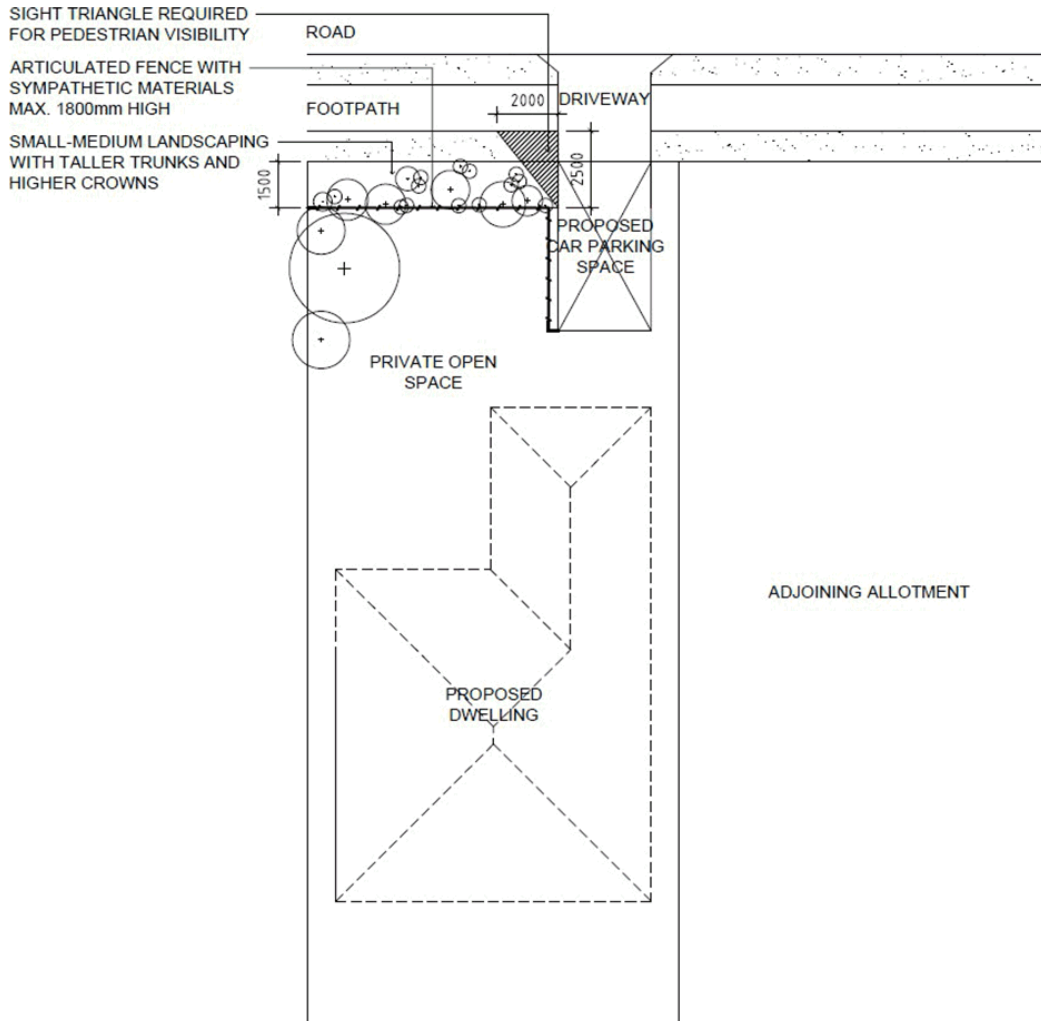 SIGHT TRIANGLE REQUIRED
FOR PEDESTRIAN VISIBILITY
ROAD
ARTICULATED FENCE WITH
SYMPATHETIC MATERIALS
MAX. 1800mm HIGH
FOOTPATH
2000
DRIVEWAY
SMALL-MEDIUM LANDSCAPING
WITH TALLER TRUNKS AND
HIGHER CROWNS
1500
2500
PROPOSED
CAR PARKING
SPACE
PRIVATE OPEN
SPACE
ADJOINING ALLOTMENT
PROPOSED
DWELLING